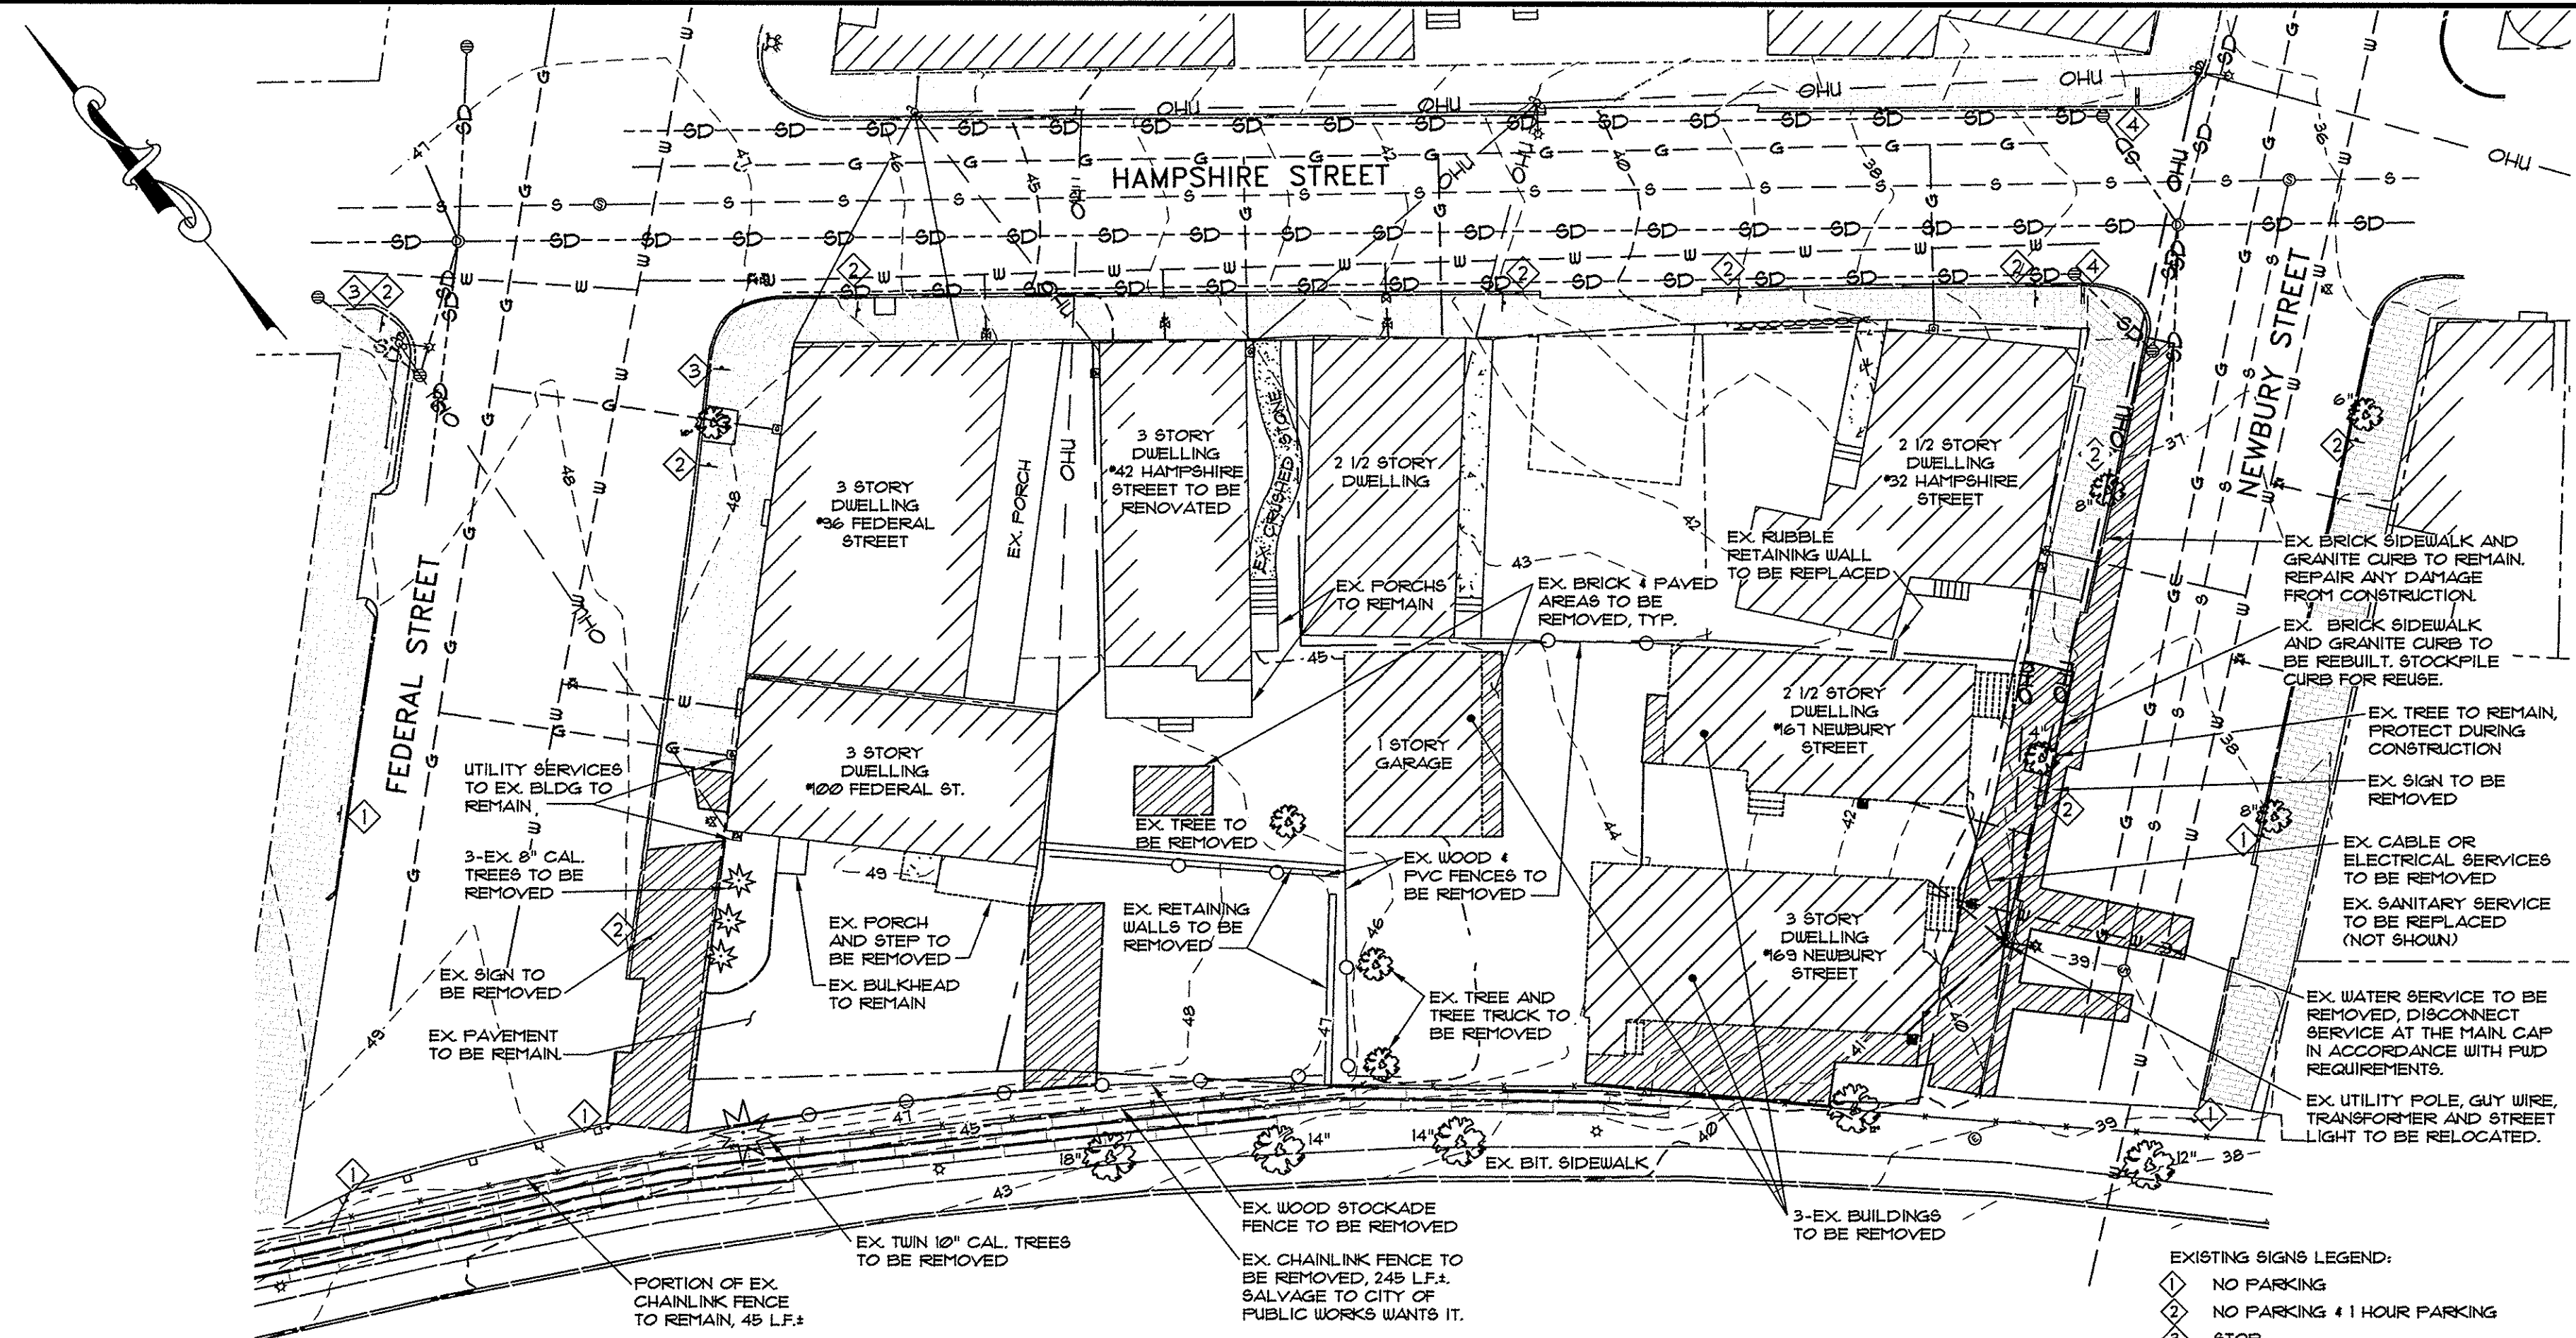 HAMPSHIRE STREET
FEDERAL STREET
NEWBURY STREET
3 STORY
DWELLING
#96 FEDERAL
STREET
EX. PORCH
OHU
3 STORY
DWELLING
#42 HAMPSHIRE
STREET TO BE
RENOVATED
EX. CRUSHED STONE
2 1/2 STORY
DWELLING
2 1/2 STORY
DWELLING
#32 HAMPSHIRE
STREET
EX. RUBBLE
RETAINING WALL
TO BE REPLACED
EX. PORCHS
TO REMAIN
EX. BRICK & PAVED
AREAS TO BE
REMOVED, TYP.
EX. BRICK SIDEWALK AND
GRANITE CURB TO REMAIN.
REPAIR ANY DAMAGE
FROM CONSTRUCTION.
EX. BRICK SIDEWALK
AND GRANITE CURB TO
BE REBUILT. STOCKPILE
CURB FOR REUSE.
EX. TREE TO REMAIN,
PROTECT DURING
CONSTRUCTION
EX. SIGN TO BE
REMOVED
EX. CABLE OR
ELECTRICAL SERVICES
TO BE REMOVED
EX. SANITARY SERVICE
TO BE REPLACED
(NOT SHOWN)
EX. WATER SERVICE TO BE
REMOVED, DISCONNECT
SERVICE AT THE MAIN. CAP
IN ACCORDANCE WITH PWD
REQUIREMENTS.
EX. UTILITY POLE, GUY WIRE,
TRANSFORMER AND STREET
LIGHT TO BE RELOCATED.
2 1/2 STORY
DWELLING
#167 NEWBURY
STREET
1 STORY
GARAGE
3 STORY
DWELLING
#100 FEDERAL ST.
UTILITY SERVICES
TO EX. BLDG TO
REMAIN
3-EX. 8" CAL.
TREES TO BE
REMOVED
EX. TREE TO
BE REMOVED
EX. WOOD &
PVC FENCES TO
BE REMOVED
EX. PORCH
AND STEP TO
BE REMOVED
EX. BULKHEAD
TO REMAIN
EX. RETAINING
WALLS TO BE
REMOVED
3 STORY
DWELLING
#169 NEWBURY
STREET
EX. SIGN TO
BE REMOVED
EX. PAVEMENT
TO BE REMAIN.
EX. TREE AND
TREE TRUCK TO
BE REMOVED
18"
14"
14"
12"
6"
8"
8"
4"
EX. BIT. SIDEWALK
EX. TWIN 10" CAL. TREES
TO BE REMOVED
EX. WOOD STOCKADE
FENCE TO BE REMOVED
EX. CHAINLINK FENCE TO
BE REMOVED, 245 L.F.±.
SALVAGE TO CITY OF
PUBLIC WORKS WANTS IT.
3-EX. BUILDINGS
TO BE REMOVED
PORTION OF EX.
CHAINLINK FENCE
TO REMAIN, 45 L.F.±
EXISTING SIGNS LEGEND:
1 NO PARKING
2 NO PARKING & 1 HOUR PARKING
3 STOP